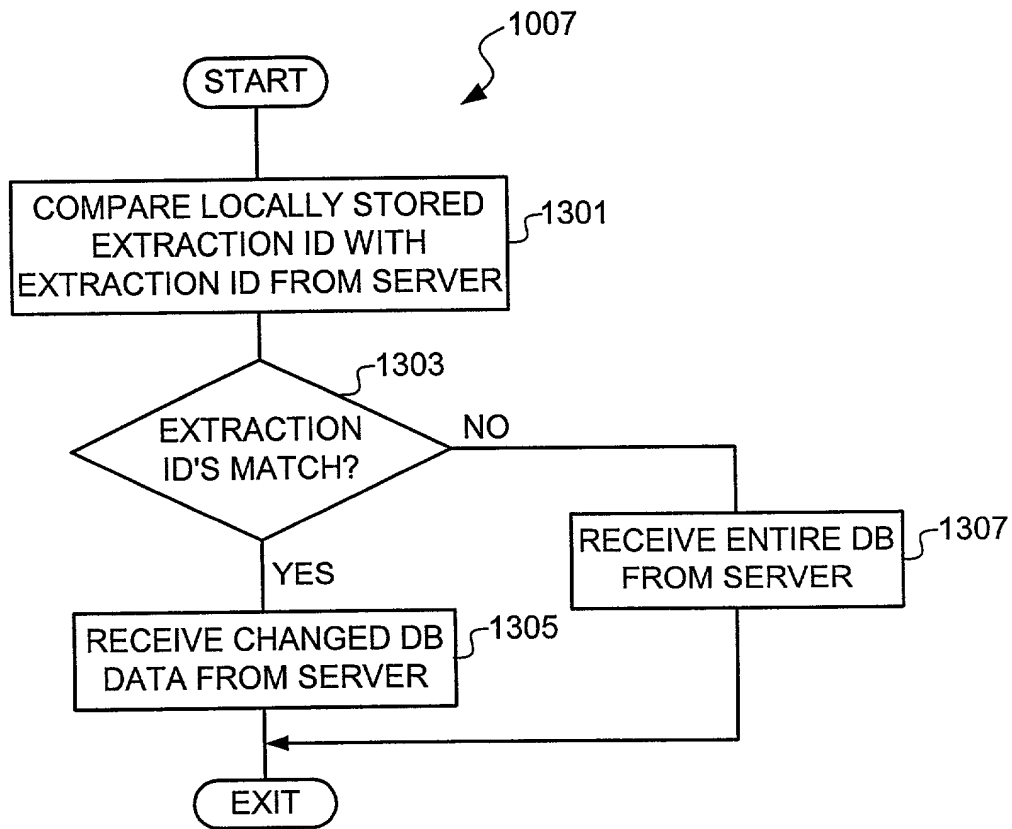 1007
START
COMPARE LOCALLY STORED
EXTRACTION ID WITH
EXTRACTION ID FROM SERVER
1301
1303
EXTRACTION
ID'S MATCH?
NO
YES
RECEIVE ENTIRE DB
FROM SERVER
1307
RECEIVE CHANGED DB
DATA FROM SERVER
1305
EXIT